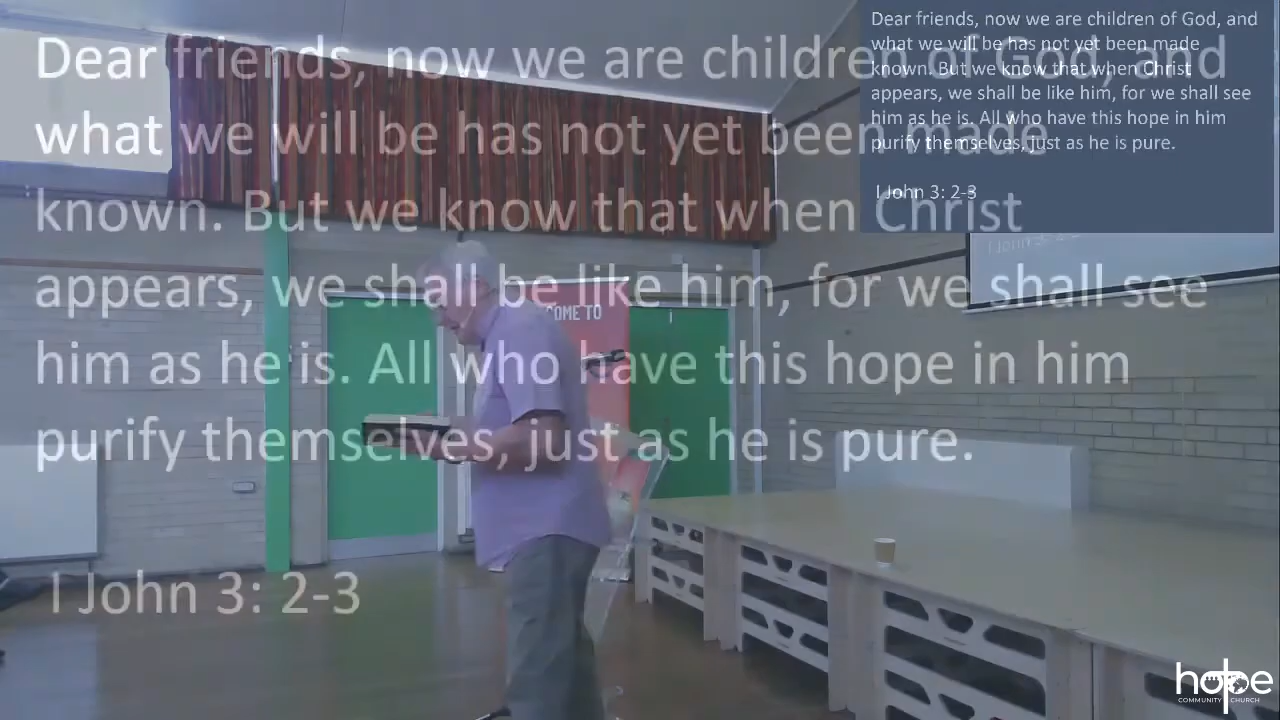 Dear friends, now we are children of God, and
what we will be has not yet been made
known. But we know that when Christ
appears, we shall be like him, for we shall see
him as he is. All who have this hope in him
purify themselves, just as he is pure.
I John 3: 2-3
Dear friends, now we are children of God, and
what we will be has not yet been made
known. But we know that when Christ
appears, we shall be like him, for we shall see
him as he is. All who have this hope in him
purify themselves, just as he is pure.
I John 3: 2-3
I John 3: 2-3
COME TO
hope
COMMUNITY CHURCH